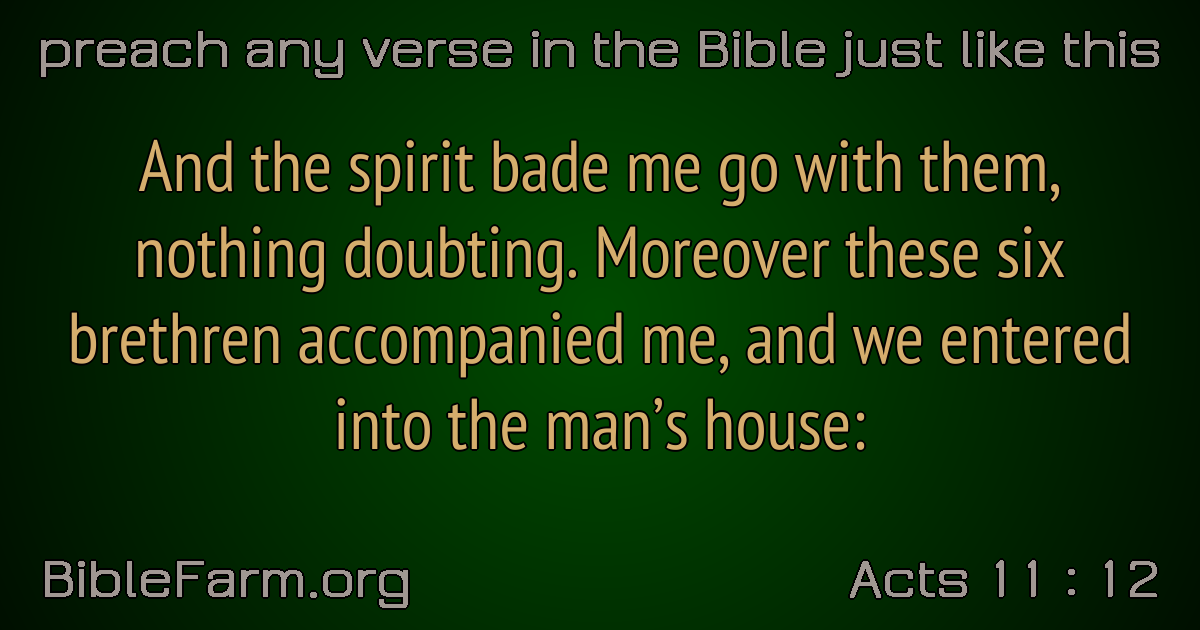 preach any verse in the Bible just like this
And the spirit bade me go with them,
nothing doubting. Moreover these six
brethren accompanied me, and we entered
into the man’s house:
BibleFarm.org
Acts 11 : 12